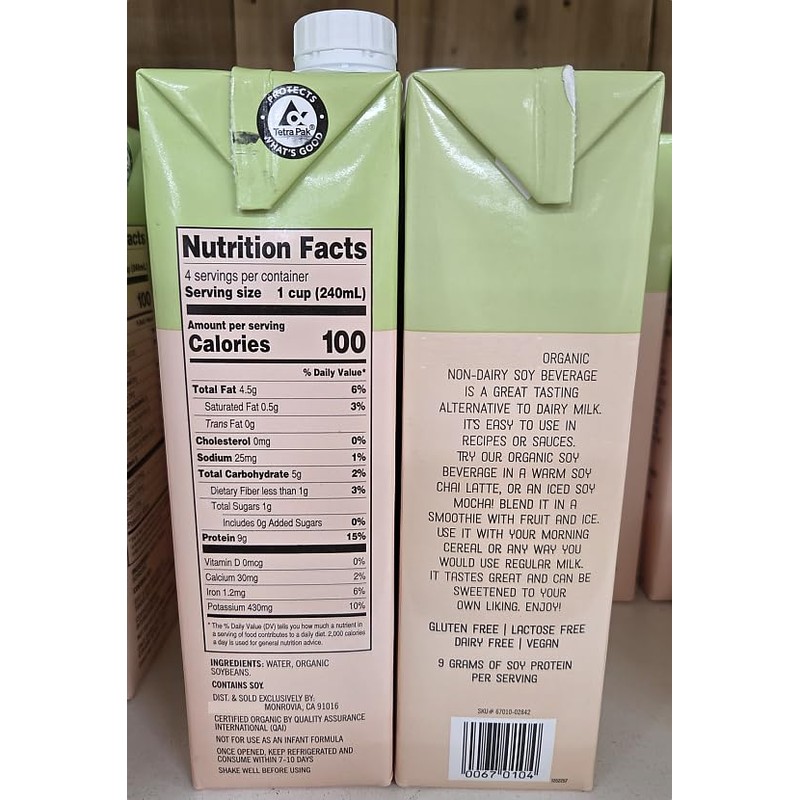 PROTECTS
Tetra Pak®
WHAT'S GOOD
Nutrition Facts
4 servings per container
Serving size 1 cup (240mL)
Amount per serving
Calories 100
% Daily Value*
Total Fat 4.5g 6%
Saturated Fat 0.5g 3%
Trans Fat 0g
Cholesterol 0mg 0%
Sodium 25mg 1%
Total Carbohydrate 5g 2%
Dietary Fiber less than 1g 3%
Total Sugars 1g
Includes 0g Added Sugars 0%
Protein 9g 15%
Vitamin D 0mcg 0%
Calcium 30mg 2%
Iron 1.2mg 6%
Potassium 430mg 10%
* The % Daily Value (DV) tells you how much a nutrient in
a serving of food contributes to a daily diet. 2,000 calories
a day is used for general nutrition advice.
INGREDIENTS: WATER, ORGANIC
SOYBEANS.
CONTAINS SOY.
DIST. & SOLD EXCLUSIVELY BY:
MONROVIA, CA 91016
CERTIFIED ORGANIC BY QUALITY ASSURANCE
INTERNATIONAL (QAI)
NOT FOR USE AS AN INFANT FORMULA
ONCE OPENED, KEEP REFRIGERATED AND
CONSUME WITHIN 7-10 DAYS
SHAKE WELL BEFORE USING
ORGANIC
NON-DAIRY SOY BEVERAGE
IS A GREAT TASTING
ALTERNATIVE TO DAIRY MILK.
IT'S EASY TO USE IN
RECIPES OR SAUCES.
TRY OUR ORGANIC SOY
BEVERAGE IN A WARM SOY
CHAI LATTE, OR AN ICED SOY
MOCHA! BLEND IT IN A
SMOOTHIE WITH FRUIT AND ICE.
USE IT WITH YOUR MORNING
CEREAL OR ANY WAY YOU
WOULD USE REGULAR MILK.
IT TASTES GREAT AND CAN BE
SWEETENED TO YOUR
OWN LIKING. ENJOY!
GLUTEN FREE | LACTOSE FREE
DAIRY FREE | VEGAN
9 GRAMS OF SOY PROTEIN
PER SERVING
SKU# 67010-02842
0067 0104